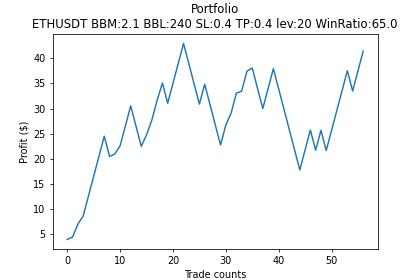 Portfolio
ETHUSDT BBM:2.1 BBL:240 SL:0.4 TP:0.4 lev:20 WinRatio:65.0
Profit ($)
40
35
30
25
20
15
10
5
0 10 20 30 40 50
Trade counts